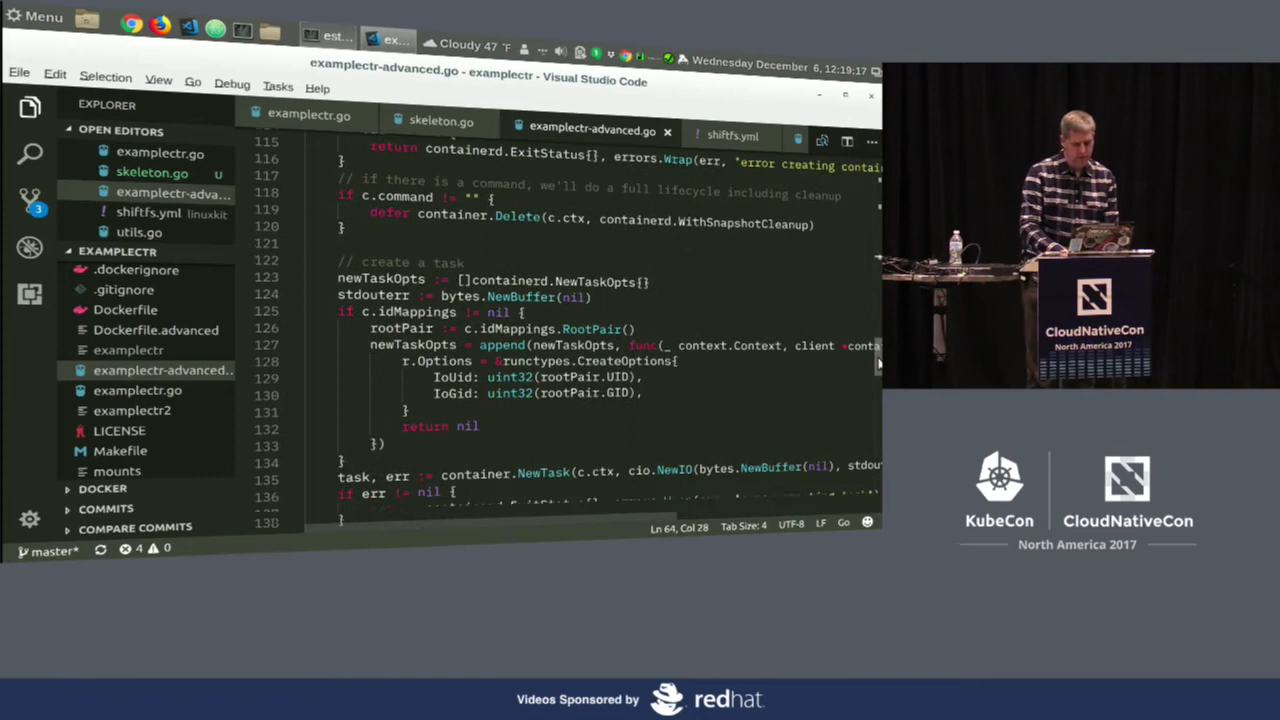 Menu
est...
ex...
Cloudy 47 °F
Wednesday December 6, 12:19:17
examplectr-advanced.go - examplectr - Visual Studio Code
File Edit Selection View Go Debug Tasks Help
EXPLORER
OPEN EDITORS
examplectr.go
skeleton.go U
examplectr-adva...
shiftfs.yml linuxkit
utils.go
EXAMPLECTR
.dockerignore
.gitignore
Dockerfile
Dockerfile.advanced
examplectr
examplectr-advanced...
examplectr.go
examplectr2
LICENSE
Makefile
mounts
DOCKER
COMMITS
COMPARE COMMITS
3
examplectr.go
skeleton.go
examplectr-advanced.go
shiftfs.yml
115 return containerd.ExitStatus{}, errors.Wrap(err, "error creating contain
116 }
117 // if there is a command, we'll do a full lifecycle including cleanup
118 if c.command != "" {
119 defer container.Delete(c.ctx, containerd.WithSnapshotCleanup)
120 }
121
122 // create a task
123 newTaskOpts := []containerd.NewTaskOpts{}
124 stdouterr := bytes.NewBuffer(nil)
125 if c.idMappings != nil {
126 rootPair := c.idMappings.RootPair()
127 newTaskOpts = append(newTaskOpts, func(_ context.Context, client *conta
128 r.Options = &runctypes.CreateOptions{
129 IoUid: uint32(rootPair.UID),
130 IoGid: uint32(rootPair.GID),
131 }
132 return nil
133 })
134 }
135 task, err := container.NewTask(c.ctx, cio.NewIO(bytes.NewBuffer(nil), stdou
136 if err != nil {
138 }
master*
4 0
Ln 64, Col 28 Tab Size: 4 UTF-8 LF Go
CloudNativeCon
North America 2017
KubeCon
CloudNativeCon
North America 2017
Videos Sponsored by
redhat.